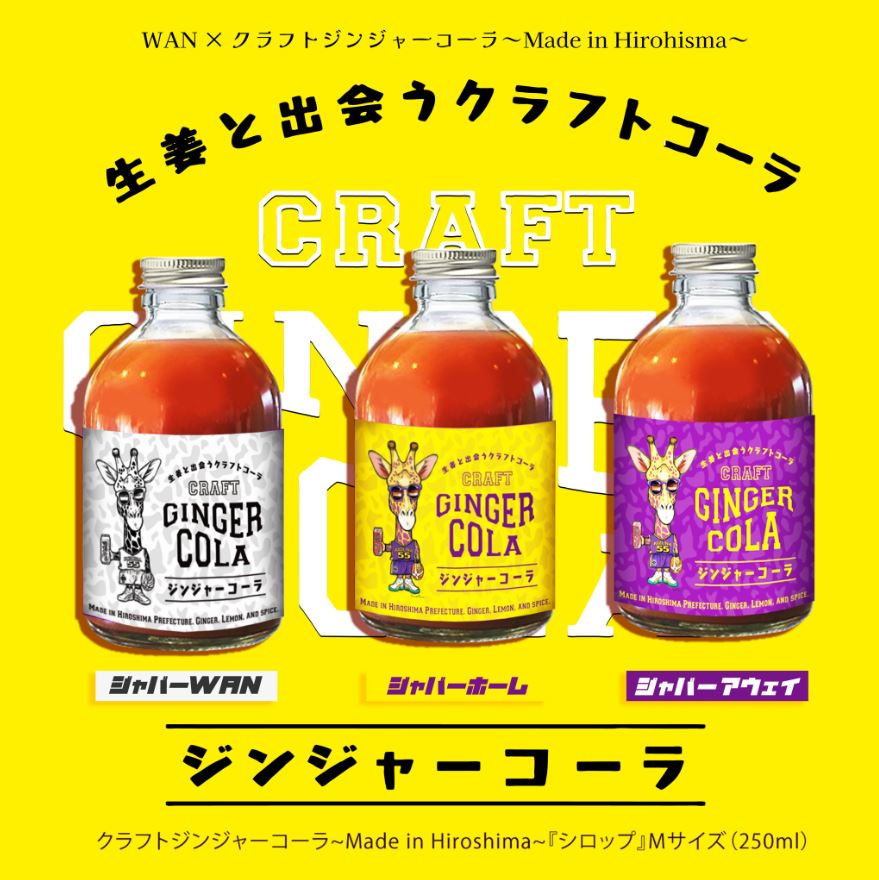 WAN × クラフトジンジャーコーラ～Made in Hirohisma～
生姜と出会うクラフトコーラ
CRAFT
生姜と出会うクラフトコーラ
CRAFT
GINGER
COLA
ジンジャーコーラ
MADE IN HIROSHIMA PREFECTURE. GINGER, LEMON, AND SPICE.
生姜と出会うクラフトコーラ
CRAFT
GINGER
COLA
55
ジンジャーコーラ
MADE IN HIROSHIMA PREFECTURE. GINGER, LEMON, AND SPICE.
生姜と出会うクラフトコーラ
CRAFT
GINGER
COLA
55
ジンジャーコーラ
MADE IN HIROSHIMA PREFECTURE. GINGER, LEMON, AND SPICE.
ジャパーWAN
ジャパーホーム
ジャパーアウェイ
ジンジャーコーラ
クラフトジンジャーコーラ~Made in Hiroshima~『シロップ』Mサイズ（250ml）